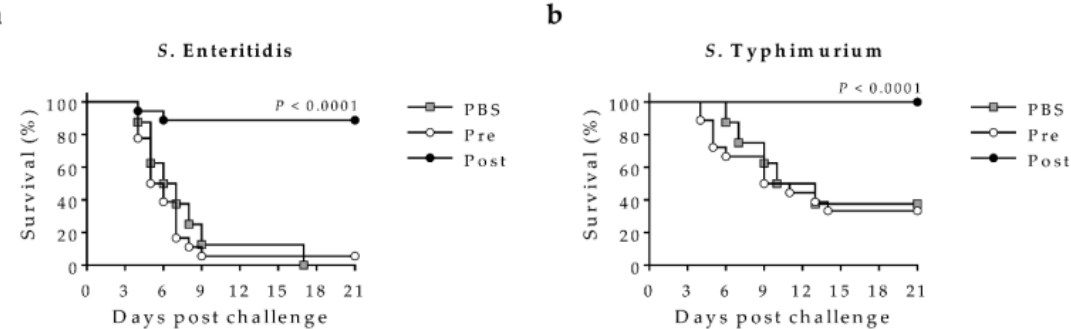 b
S. Enteritidis
P < 0.0001
100
80
60
40
20
0
Survival (%)
0 3 6 9 12 15 18 21
Days post challenge
PBS
Pre
Post
S. Typhimurium
P < 0.0001
100
80
60
40
20
0
Survival (%)
0 3 6 9 12 15 18 21
Days post challenge
PBS
Pre
Post